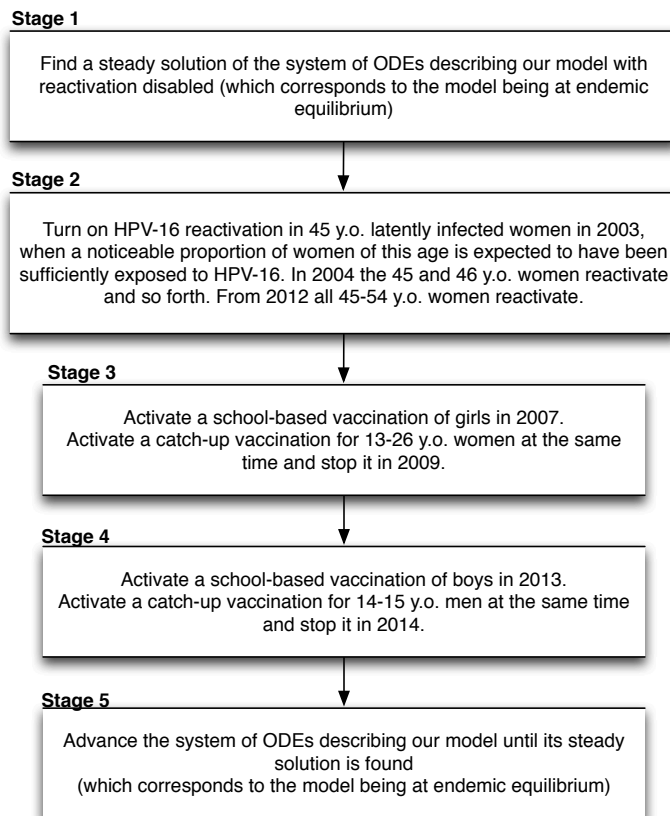 Stage 1
Find a steady solution of the system of ODEs describing our model with
reactivation disabled (which corresponds to the model being at endemic
equilibrium)
Stage 2
Turn on HPV-16 reactivation in 45 y.o. latently infected women in 2003,
when a noticeable proportion of women of this age is expected to have been
sufficiently exposed to HPV-16. In 2004 the 45 and 46 y.o. women reactivate
and so forth. From 2012 all 45-54 y.o. women reactivate.
Stage 3
Activate a school-based vaccination of girls in 2007.
Activate a catch-up vaccination for 13-26 y.o. women at the same
time and stop it in 2009.
Stage 4
Activate a school-based vaccination of boys in 2013.
Activate a catch-up vaccination for 14-15 y.o. men at the same time
and stop it in 2014.
Stage 5
Advance the system of ODEs describing our model until its steady
solution is found
(which corresponds to the model being at endemic equilibrium)